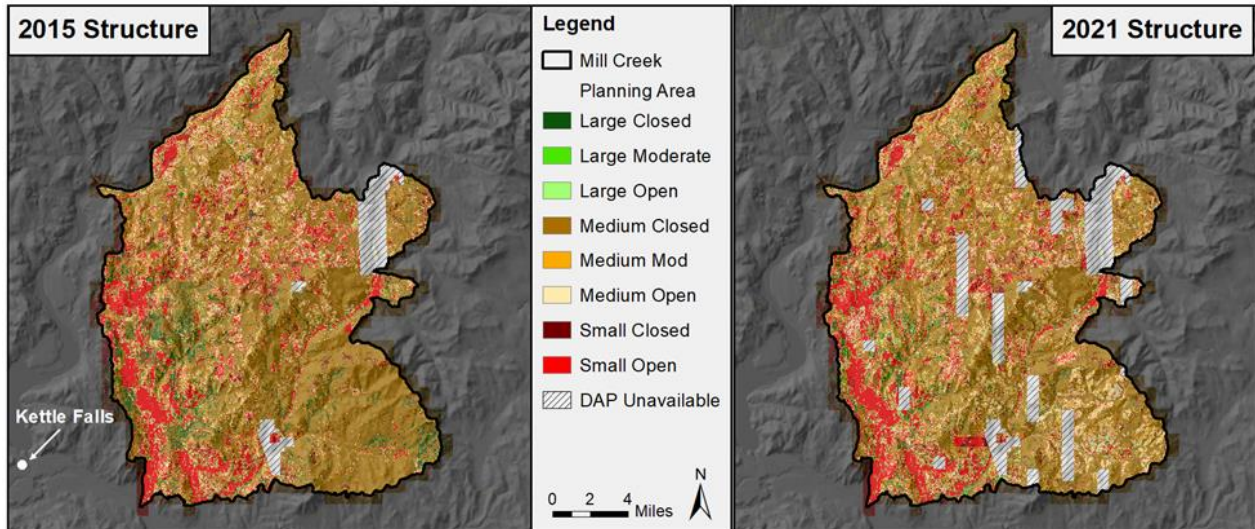 2015 Structure
Kettle Falls
Legend
Mill Creek
Planning Area
Large Closed
Large Moderate
Large Open
Medium Closed
Medium Mod
Medium Open
Small Closed
Small Open
DAP Unavailable
N
0 2 4
Miles
2021 Structure